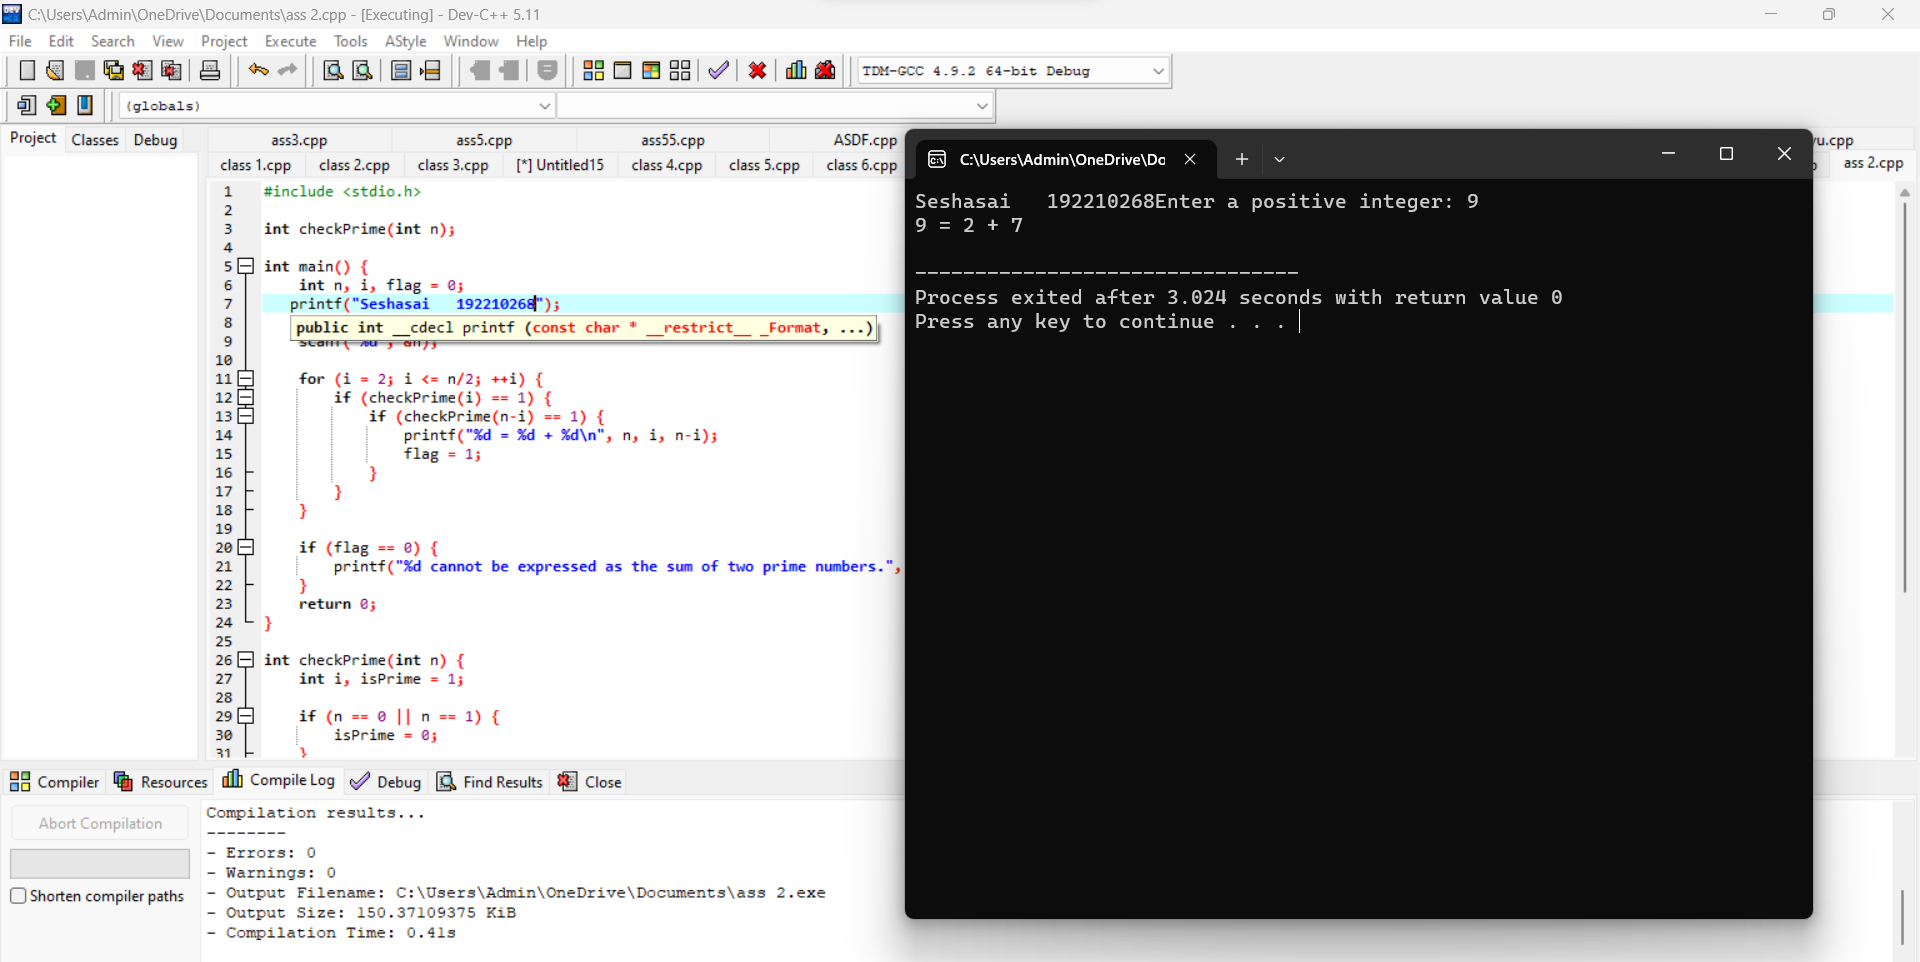 C:\Users\Admin\OneDrive\Documents\ass 2.cpp - [Executing] - Dev-C++ 5.11
File Edit Search View Project Execute Tools AStyle Window Help
TDM-GCC 4.9.2 64-bit Debug
(globals)
Project Classes Debug
ass3.cpp ass5.cpp ass55.cpp ASDF.cpp
class 1.cpp class 2.cpp class 3.cpp [*] Untitled15 class 4.cpp class 5.cpp class 6.cpp
ass 2.cpp
1 #include <stdio.h>
2
3 int checkPrime(int n);
4
5 int main() {
6 int n, i, flag = 0;
7 printf("Seshasai   192210268");
8 public int __cdecl printf (const char * __restrict__ _Format, ...)
9
10
11 for (i = 2; i <= n/2; ++i) {
12 if (checkPrime(i) == 1) {
13 if (checkPrime(n-i) == 1) {
14 printf("%d = %d + %d\n", n, i, n-i);
15 flag = 1;
16 }
17 }
18 }
19
20 if (flag == 0) {
21 printf("%d cannot be expressed as the sum of two prime numbers.",
22 }
23 return 0;
24 }
25
26 int checkPrime(int n) {
27 int i, isPrime = 1;
28
29 if (n == 0 || n == 1) {
30 isPrime = 0;
31 }
C:\Users\Admin\OneDrive\Do
Seshasai   192210268Enter a positive integer: 9
9 = 2 + 7
--------------------------------
Process exited after 3.024 seconds with return value 0
Press any key to continue . . .
Compiler Resources Compile Log Debug Find Results Close
Abort Compilation
Shorten compiler paths
Compilation results...
--------
- Errors: 0
- Warnings: 0
- Output Filename: C:\Users\Admin\OneDrive\Documents\ass 2.exe
- Output Size: 150.37109375 KiB
- Compilation Time: 0.41s